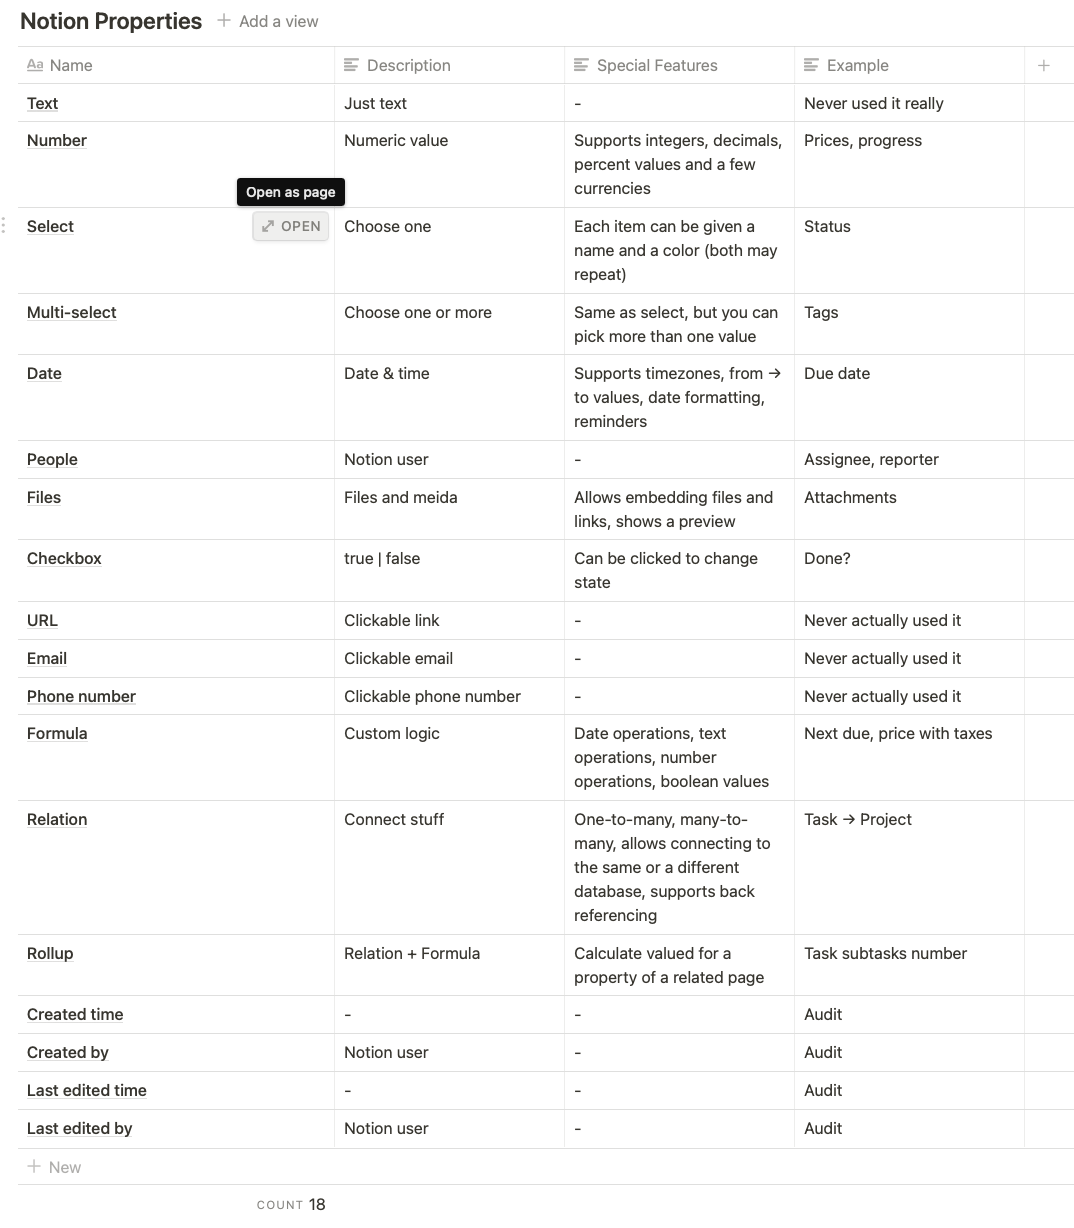 Notion Properties + Add a view
Aa Name Description Special Features Example +
Text Just text - Never used it really
Number Numeric value Supports integers, decimals, Prices, progress
percent values and a few
currencies
Open as page
Select OPEN Choose one Each item can be given a Status
name and a color (both may
repeat)
Multi-select Choose one or more Same as select, but you can Tags
pick more than one value
Date Date & time Supports timezones, from → Due date
to values, date formatting,
reminders
People Notion user - Assignee, reporter
Files Files and meida Allows embedding files and Attachments
links, shows a preview
Checkbox true | false Can be clicked to change Done?
state
URL Clickable link - Never actually used it
Email Clickable email - Never actually used it
Phone number Clickable phone number - Never actually used it
Formula Custom logic Date operations, text Next due, price with taxes
operations, number
operations, boolean values
Relation Connect stuff One-to-many, many-to- Task → Project
many, allows connecting to
the same or a different
database, supports back
referencing
Rollup Relation + Formula Calculate valued for a Task subtasks number
property of a related page
Created time - - Audit
Created by Notion user - Audit
Last edited time - - Audit
Last edited by Notion user - Audit
+ New
COUNT 18